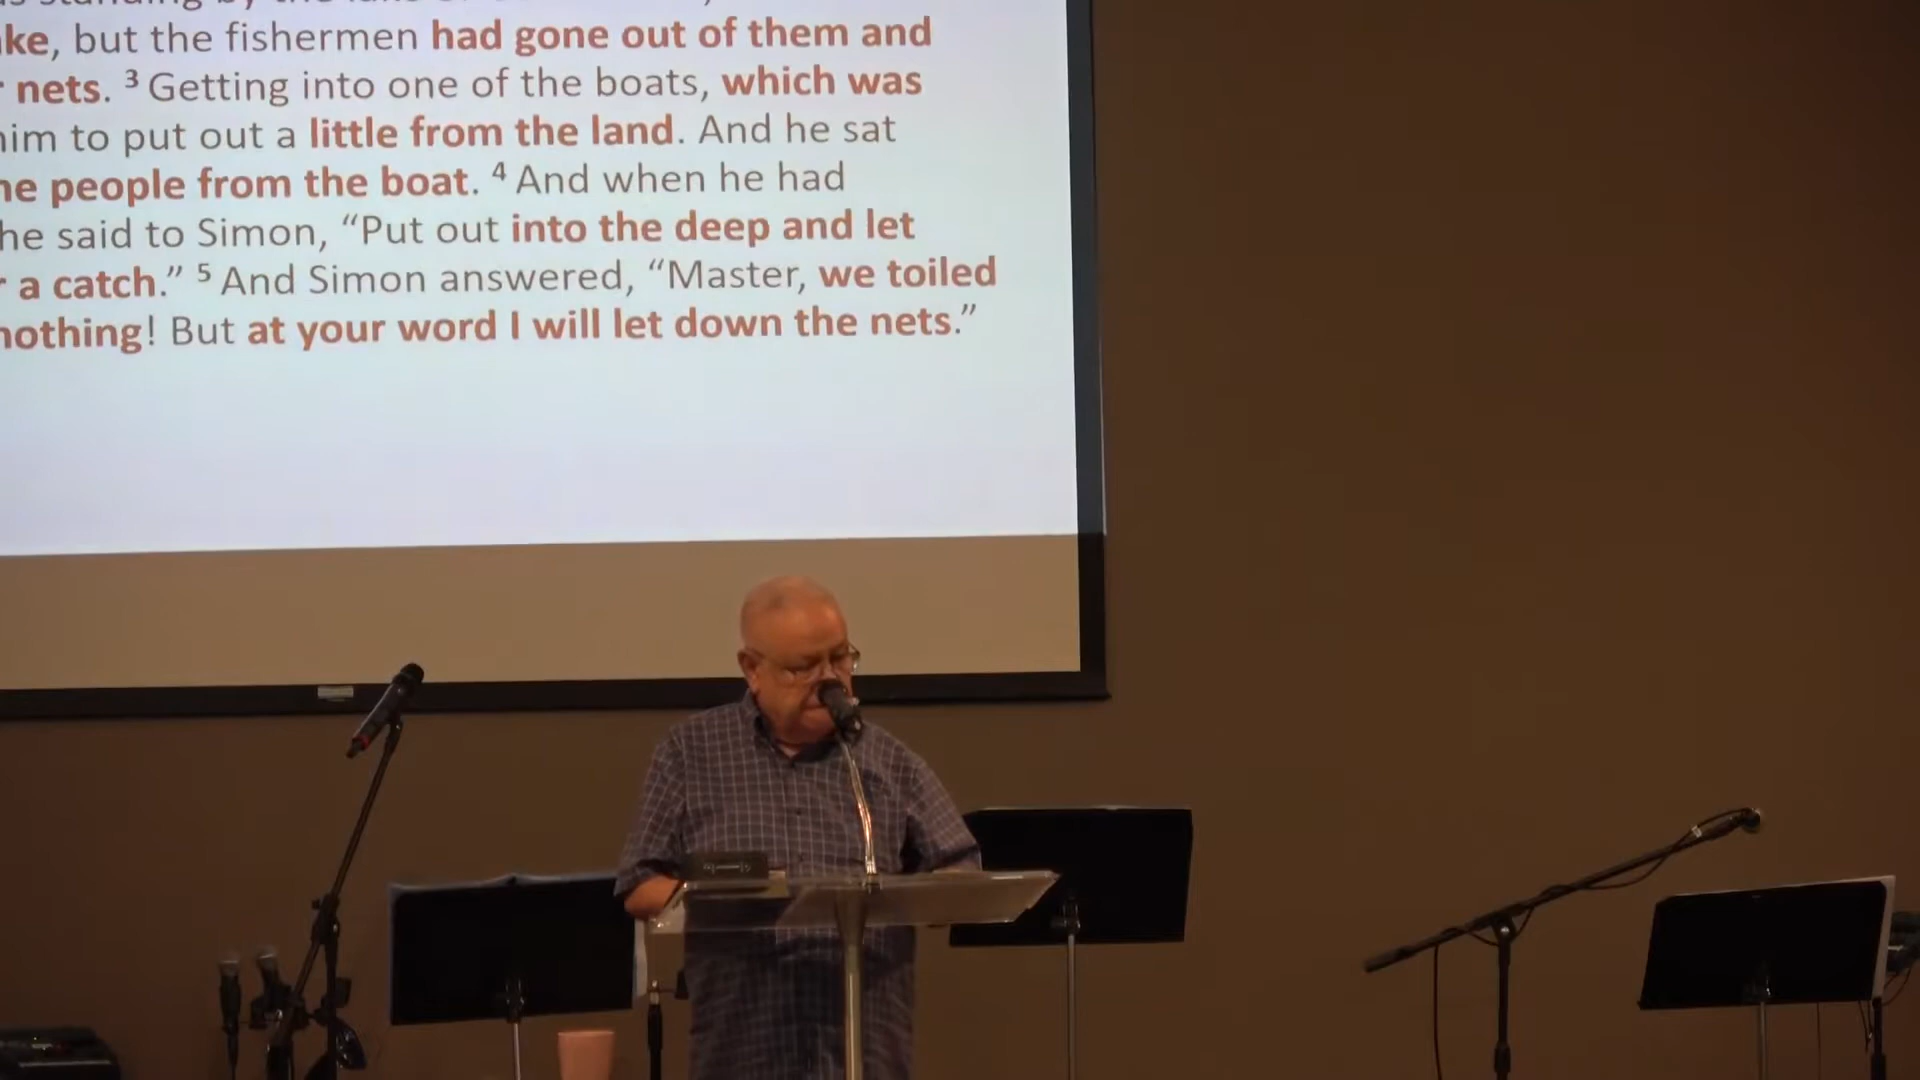 but the fishermen had gone out of them and
nets. 3 Getting into one of the boats, which was
to put out a little from the land. And he sat
people from the boat. 4 And when he had
he said to Simon, “Put out into the deep and let
a catch.” 5 And Simon answered, “Master, we toiled
nothing! But at your word I will let down the nets.”